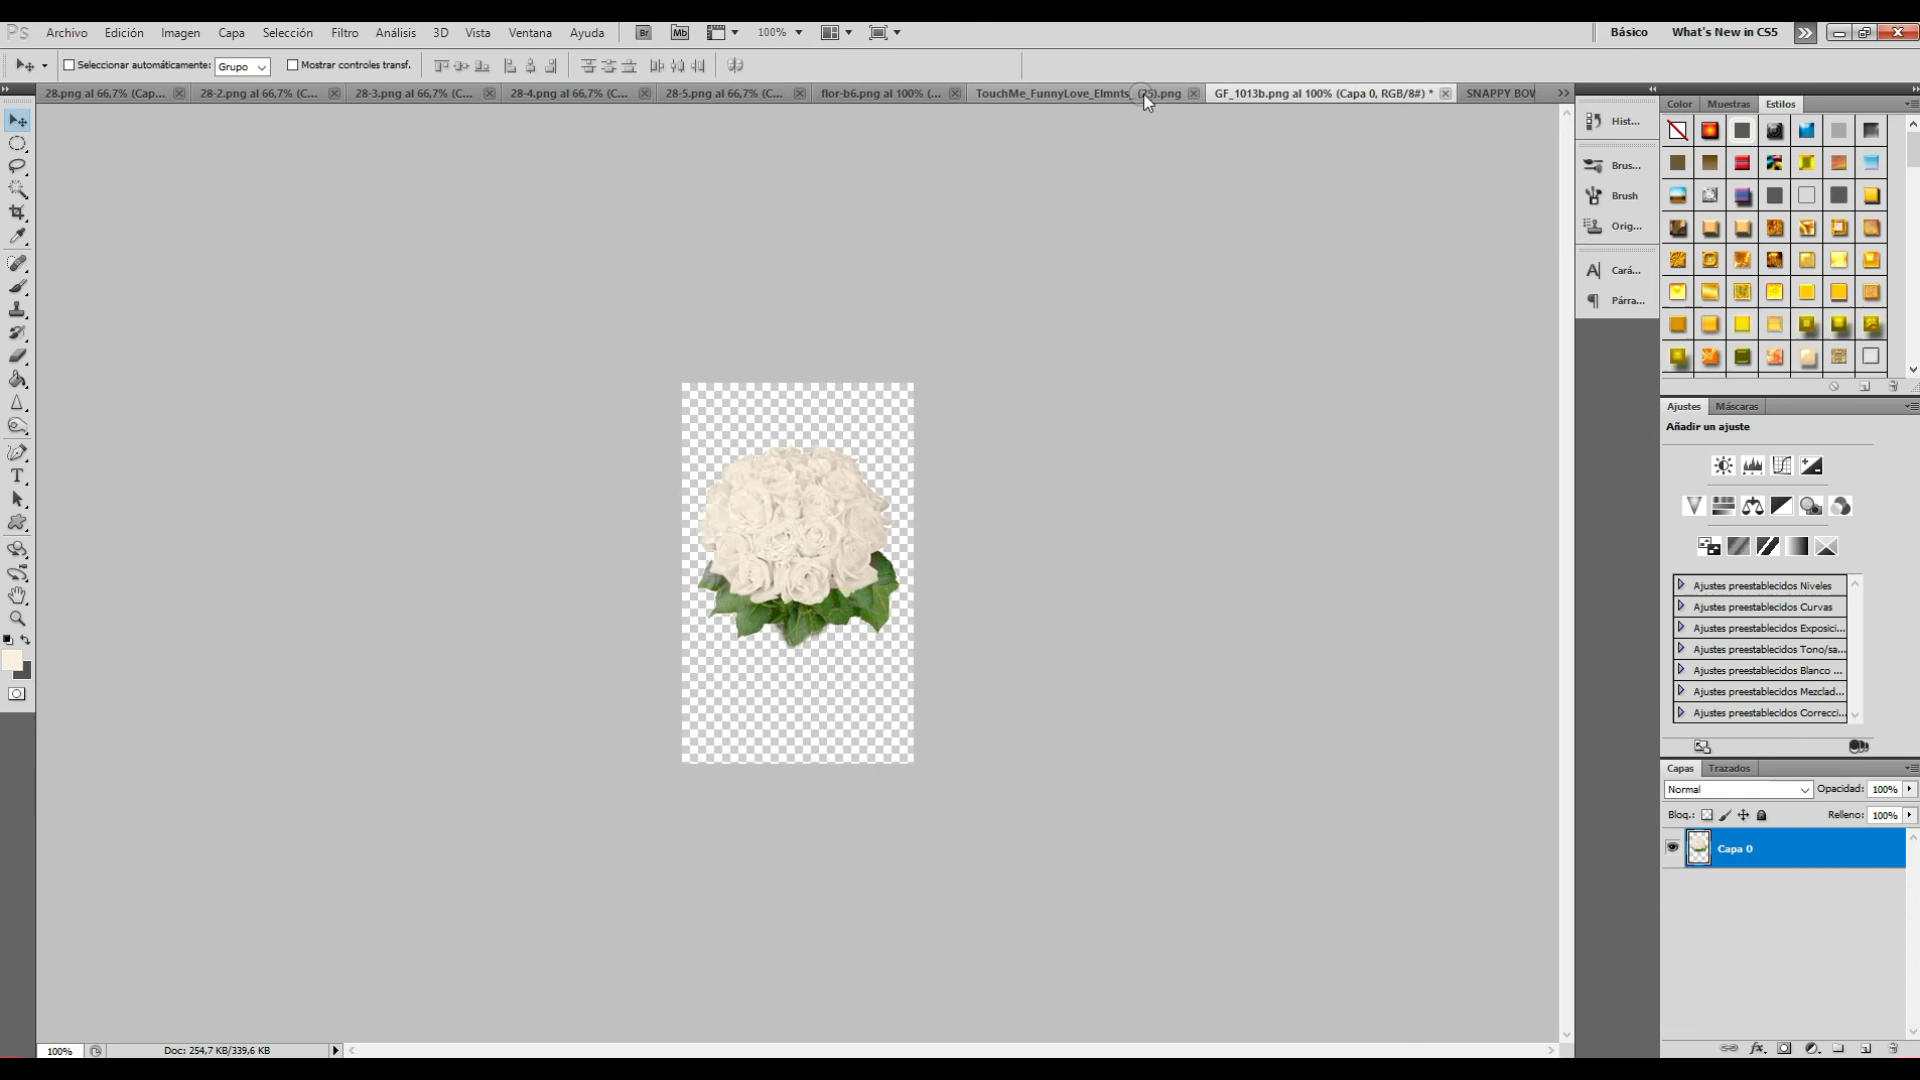 Ps Archivo Edición Imagen Capa Selección Filtro Análisis 3D Vista Ventana Ayuda Br Mb 100% Básico What's New in CS5
Seleccionar automáticamente: Grupo Mostrar controles transf.
28.png al 66,7% (Cap... 28-2.png al 66,7% (C... 28-3.png al 66,7% (C... 28-4.png al 66,7% (C... 28-5.png al 66,7% (C... flor-b6.png al 100% (... TouchMe_FunnyLove_Elmnts_(25).png GF_1013b.png al 100% (Capa 0, RGB/8#) * SNAPPY BOW
Color Muestras Estilos
Hist...
Brus...
Brush
Orig...
Cará...
Párra...
Ajustes Máscaras
Añadir un ajuste
Ajustes preestablecidos Niveles
Ajustes preestablecidos Curvas
Ajustes preestablecidos Exposici...
Ajustes preestablecidos Tono/sa...
Ajustes preestablecidos Blanco ...
Ajustes preestablecidos Mezclad...
Ajustes preestablecidos Correcci...
Capas Trazados
Normal Opacidad: 100%
Bloq.: Relleno: 100%
Capa 0
100% Doc: 254,7 KB/339,6 KB